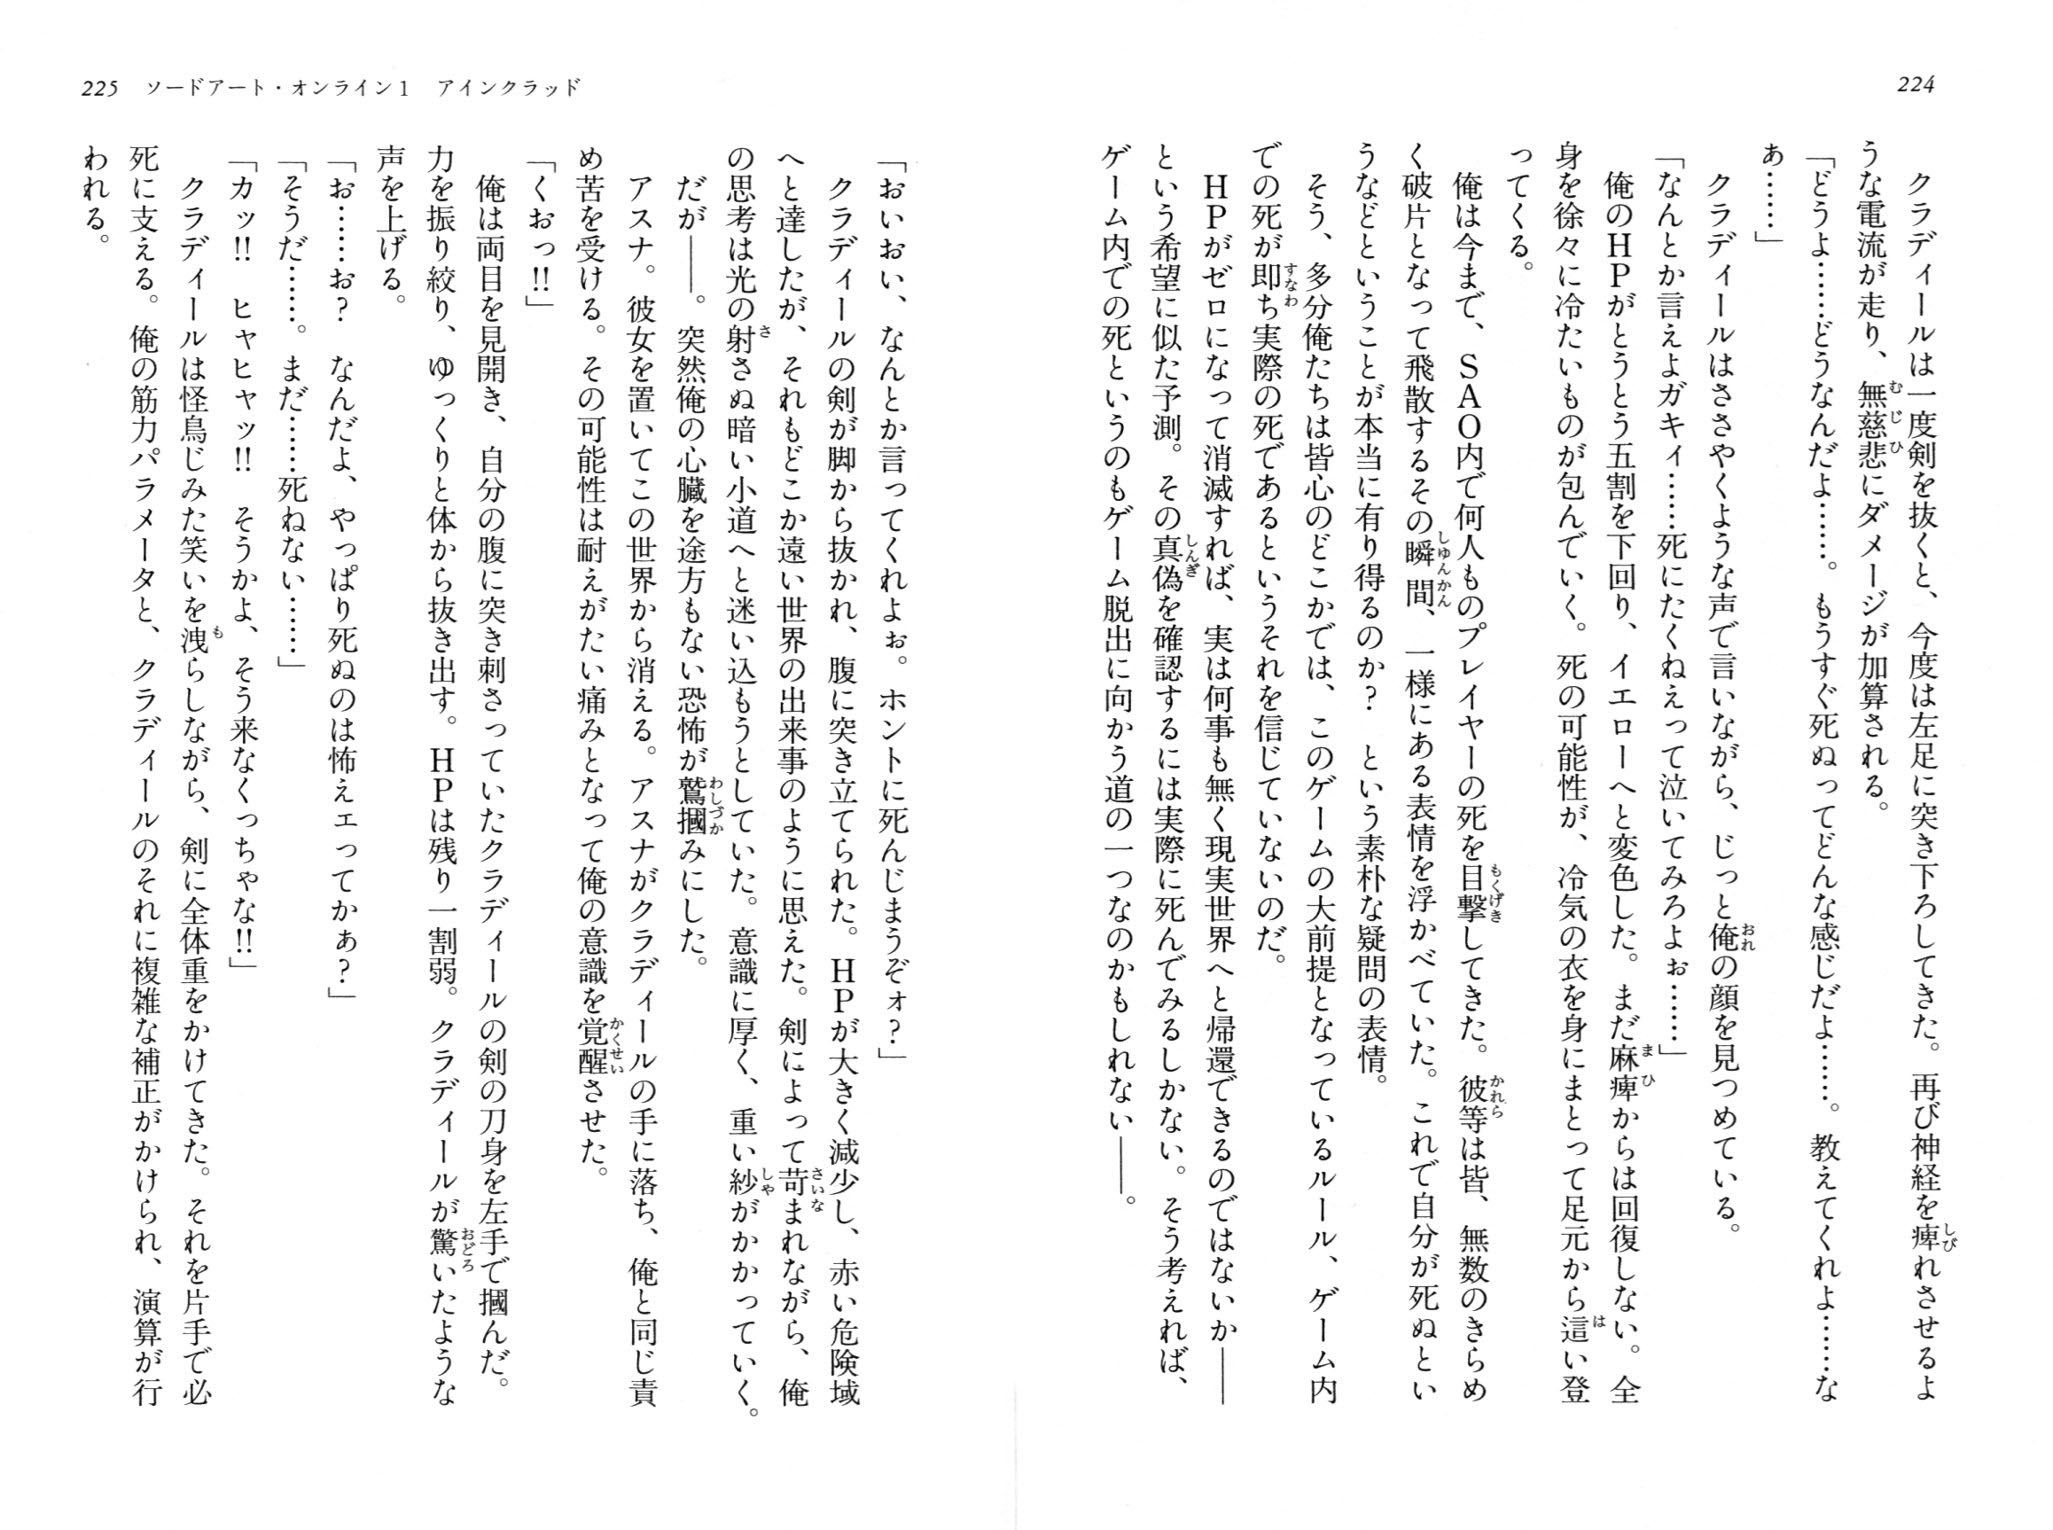 224
クラディールは一度剣を抜くと、今度は左足に突き下ろしてきた。再び神経を痺れさせるよ
うな電流が走り、無慈悲にダメージが加算される。
「どうよ……どうなんだよ……。もうすぐ死ぬってどんな感じだよ……。教えてくれよ……な
ぁ……」
クラディールはささやくような声で言いながら、じっと俺の顔を見つめている。
「なんとか言えよガキィ……死にたくねえって泣いてみろよぉ……」
俺のHPがとうとう五割を下回り、イエローへと変色した。まだ麻痺からは回復しない。全
身を徐々に冷たいものが包んでいく。死の可能性が、冷気の衣を身にまとって足元から這い登
ってくる。
俺は今まで、SAO内で何人ものプレイヤーの死を目撃してきた。彼等は皆、無数のきらめ
く破片となって飛散するその瞬間、一様にある表情を浮かべていた。これで自分が死ぬとい
うなどということが本当に有り得るのか? という素朴な疑問の表情。
そう、多分俺たちは皆心のどこかでは、このゲームの大前提となっているルール、ゲーム内
での死が即ち実際の死であるというそれを信じていないのだ。
HPがゼロになって消滅すれば、実は何事も無く現実世界へと帰還できるのではないか――
という希望に似た予測。その真偽を確認するには実際に死んでみるしかない。そう考えれば、
ゲーム内での死というのもゲーム脱出に向かう道の一つなのかもしれない――。
225 ソードアート・オンライン1 アインクラッド
「おいおい、なんとか言ってくれよぉ。ホントに死んじまうぞォ?」
クラディールの剣が脚から抜かれ、腹に突き立てられた。HPが大きく減少し、赤い危険域
へと達したが、それもどこか遠い世界の出来事のように思えた。剣によって苛まれながら、俺
の思考は光の射さぬ暗い小道へと迷い込もうとしていた。意識に厚く、重い紗がかかっていく。
だが――。突然俺の心臓を途方もない恐怖が鷲摑みにした。
アスナ。彼女を置いてこの世界から消える。アスナがクラディールの手に落ち、俺と同じ責
め苦を受ける。その可能性は耐えがたい痛みとなって俺の意識を覚醒させた。
「くおっ!!」
俺は両目を見開き、自分の腹に突き刺さっていたクラディールの剣の刀身を左手で摑んだ。
力を振り絞り、ゆっくりと体から抜き出す。HPは残り一割弱。クラディールが驚いたような
声を上げる。
「お……お? なんだよ、やっぱり死ぬのは怖えェってかぁ?」
「そうだ……。まだ……死ねない……」
「カッ!! ヒャヒャッ!! そうかよ、そう来なくっちゃな!!」
クラディールは怪鳥じみた笑いを洩らしながら、剣に全体重をかけてきた。それを片手で必
死に支える。俺の筋力パラメータと、クラディールのそれに複雑な補正がかけられ、演算が行
われる。